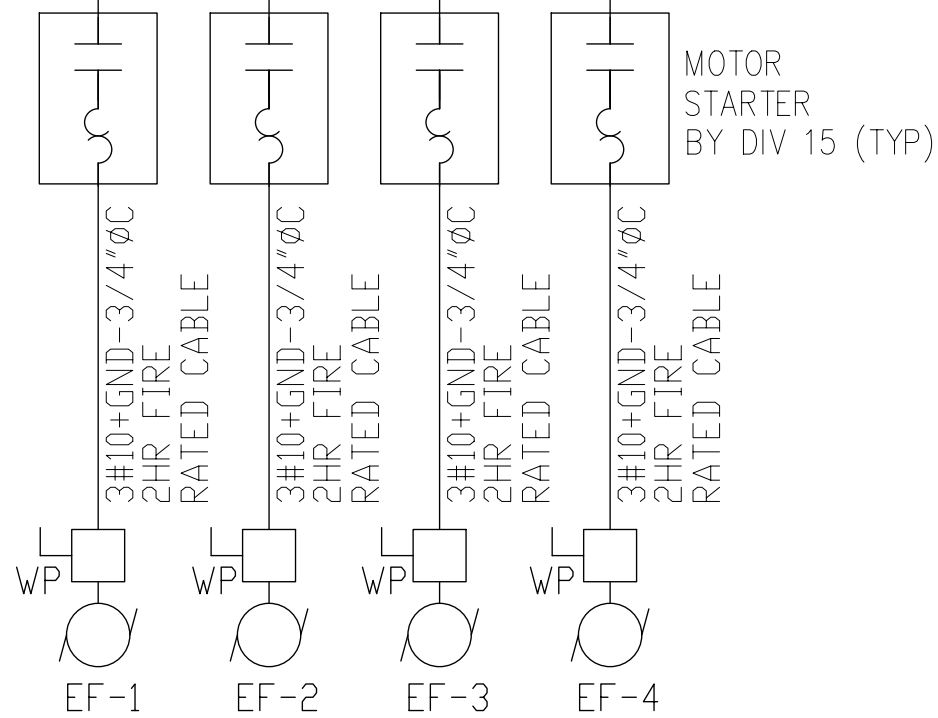 MOTOR
STARTER
BY DIV 15 (TYP)
3#10+GND-3/4"øC
2HR FIRE
RATED CABLE
3#10+GND-3/4"øC
2HR FIRE
RATED CABLE
3#10+GND-3/4"øC
2HR FIRE
RATED CABLE
3#10+GND-3/4"øC
2HR FIRE
RATED CABLE
WP
WP
WP
WP
EF-1
EF-2
EF-3
EF-4